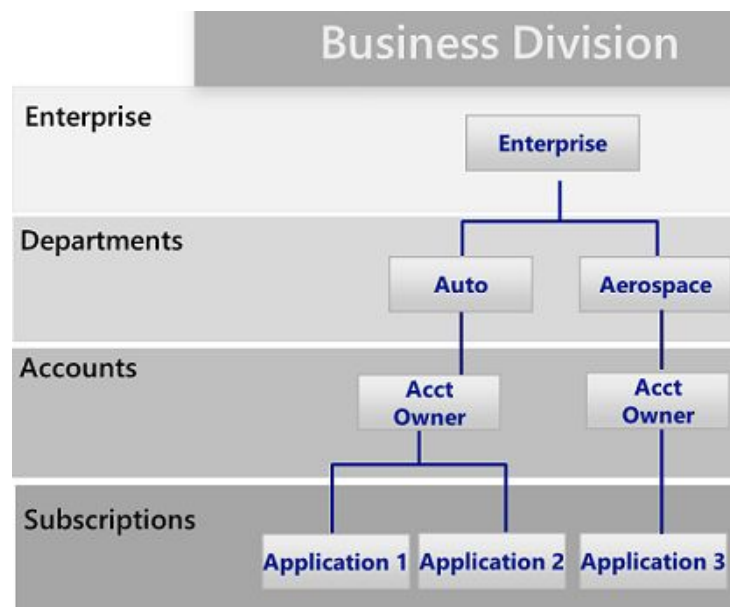 Business Division
Enterprise
Enterprise
Departments
Auto
Aerospace
Accounts
Acct
Owner
Acct
Owner
Subscriptions
Application 1
Application 2
Application 3